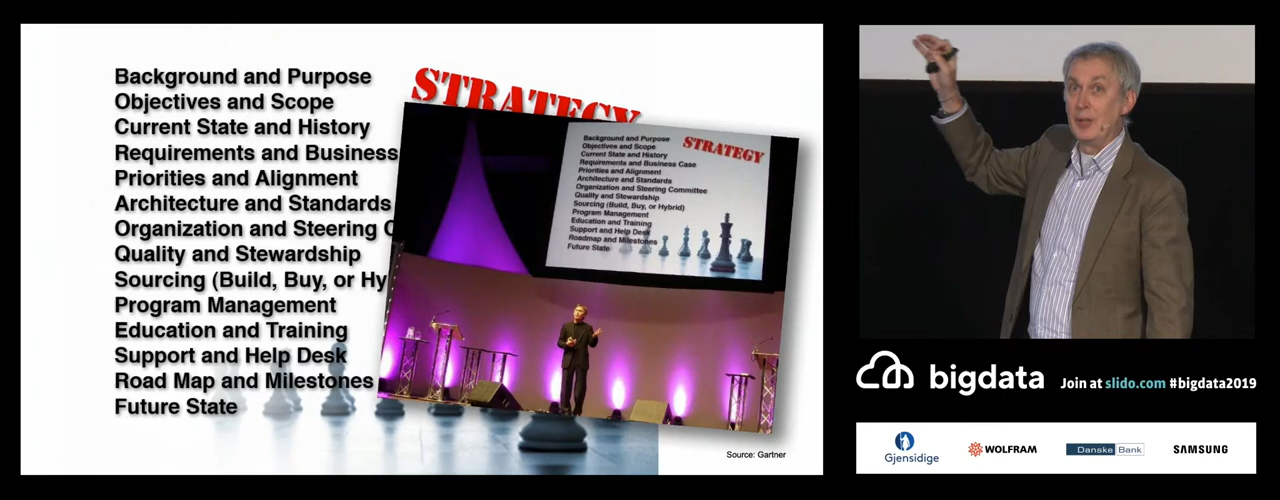 Background and Purpose
Objectives and Scope
Current State and History
Requirements and Business
Priorities and Alignment
Architecture and Standards
Organization and Steering C
Quality and Stewardship
Sourcing (Build, Buy, or Hy
Program Management
Education and Training
Support and Help Desk
Road Map and Milestones
Future State
STRATEGY
Background and Purpose
Objectives and Scope
Current State and History
Requirements and Business Case
Priorities and Alignment
Architecture and Standards
Organization and Steering Committee
Quality and Stewardship
Sourcing (Build, Buy, or Hybrid)
Program Management
Education and Training
Support and Help Desk
Roadmap and Milestones
Future State
STRATEGY
Source: Gartner
bigdata
Join at slido.com #bigdata2019
Gjensidige
WOLFRAM
Danske Bank
SAMSUNG